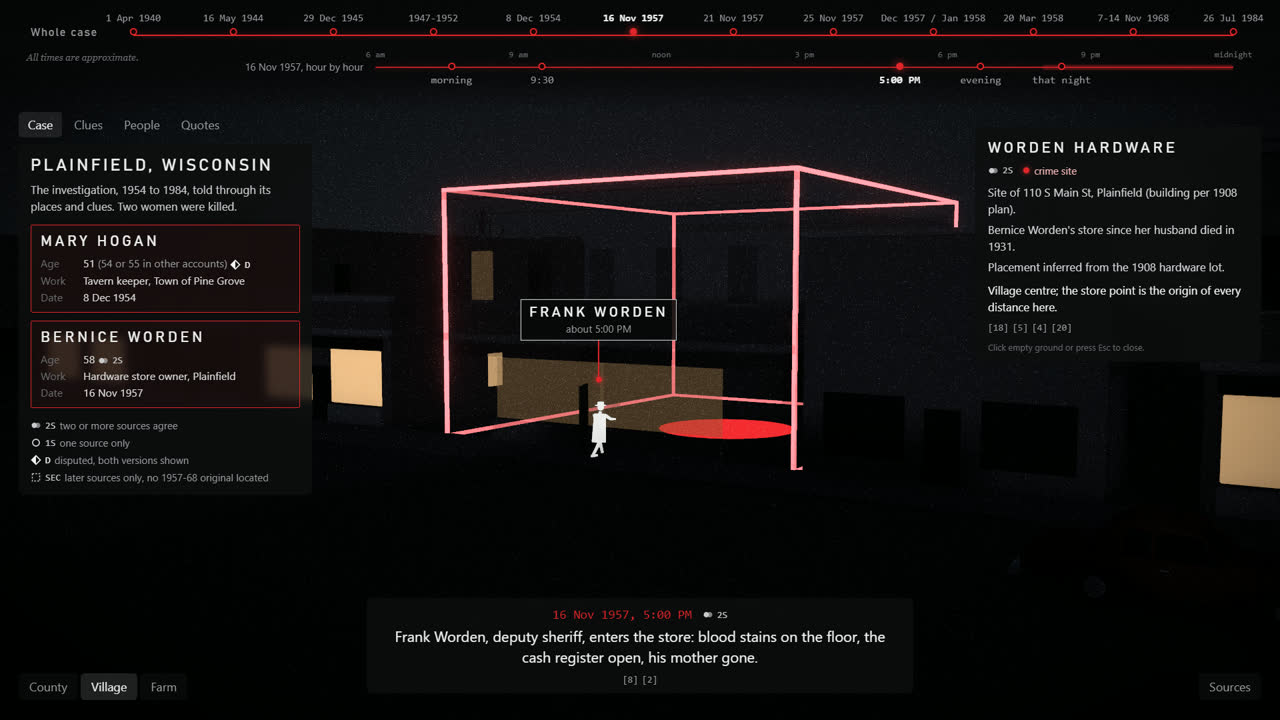 1 Apr 1940 16 May 1944 29 Dec 1945 1947-1952 8 Dec 1954 16 Nov 1957 21 Nov 1957 25 Nov 1957 Dec 1957 / Jan 1958 20 Mar 1958 7-14 Nov 1968 26 Jul 1984
Whole case
All times are approximate.
6 am 9 am noon 3 pm 6 pm 9 pm midnight
16 Nov 1957, hour by hour
morning 9:30 5:00 PM evening that night
Case Clues People Quotes
PLAINFIELD, WISCONSIN
The investigation, 1954 to 1984, told through its
places and clues. Two women were killed.
MARY HOGAN
Age 51 (54 or 55 in other accounts) D
Work Tavern keeper, Town of Pine Grove
Date 8 Dec 1954
BERNICE WORDEN
Age 58 2S
Work Hardware store owner, Plainfield
Date 16 Nov 1957
2S two or more sources agree
1S one source only
D disputed, both versions shown
SEC later sources only, no 1957-68 original located
FRANK WORDEN
about 5:00 PM
WORDEN HARDWARE
2S crime site
Site of 110 S Main St, Plainfield (building per 1908
plan).
Bernice Worden's store since her husband died in
1931.
Placement inferred from the 1908 hardware lot.
Village centre; the store point is the origin of every
distance here.
[18] [5] [4] [20]
Click empty ground or press Esc to close.
16 Nov 1957, 5:00 PM 2S
Frank Worden, deputy sheriff, enters the store: blood stains on the floor, the
cash register open, his mother gone.
[8] [2]
County Village Farm
Sources